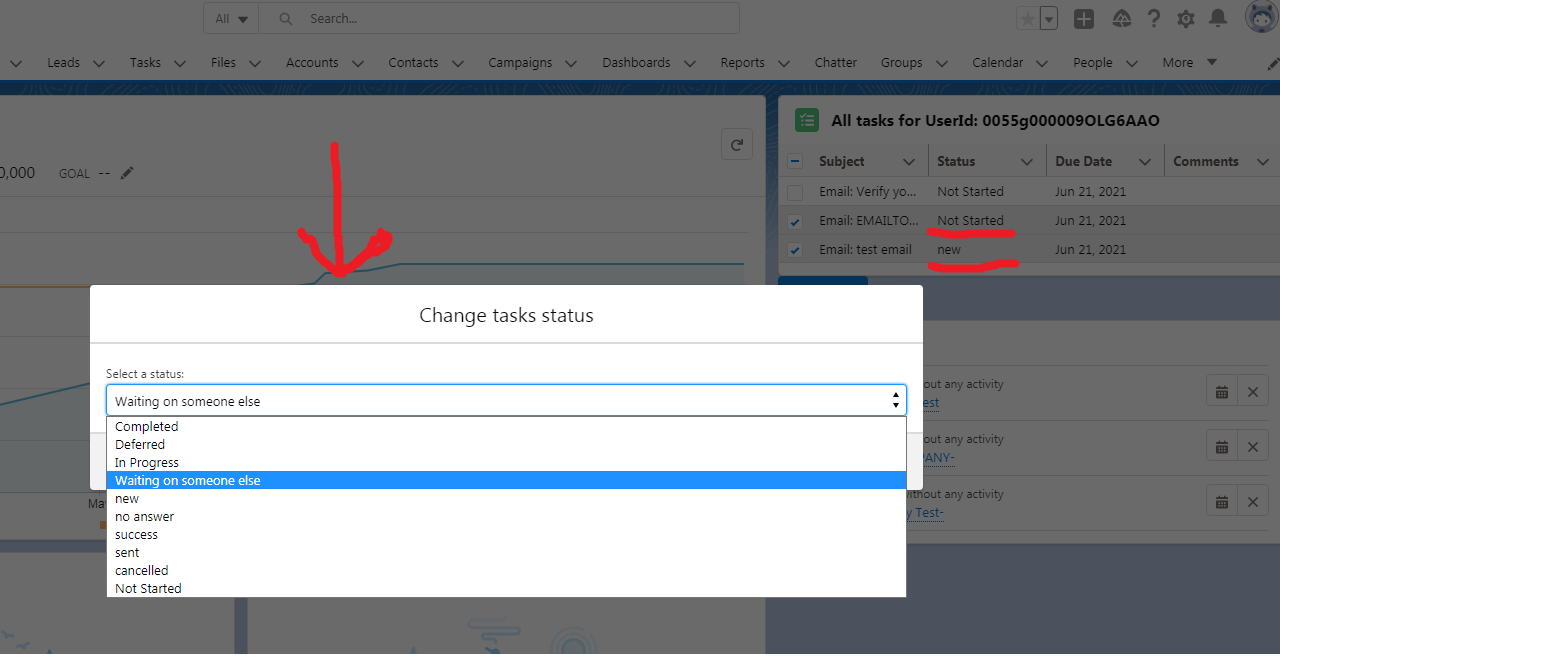 All Search...
Leads Tasks Files Accounts Contacts Campaigns Dashboards Reports Chatter Groups Calendar People More
All tasks for UserId: 0055g000009OLG6AAO
Subject Status Due Date Comments
0,000 GOAL --
Email: Verify yo... Not Started Jun 21, 2021
Email: EMAILTO... Not Started Jun 21, 2021
Email: test email new Jun 21, 2021
Change tasks status
Select a status:
Waiting on someone else
Completed
Deferred
In Progress
Waiting on someone else
new
no answer
success
sent
cancelled
Not Started
out any activity
est
out any activity
PANY-
vithout any activity
y Test-
Ma